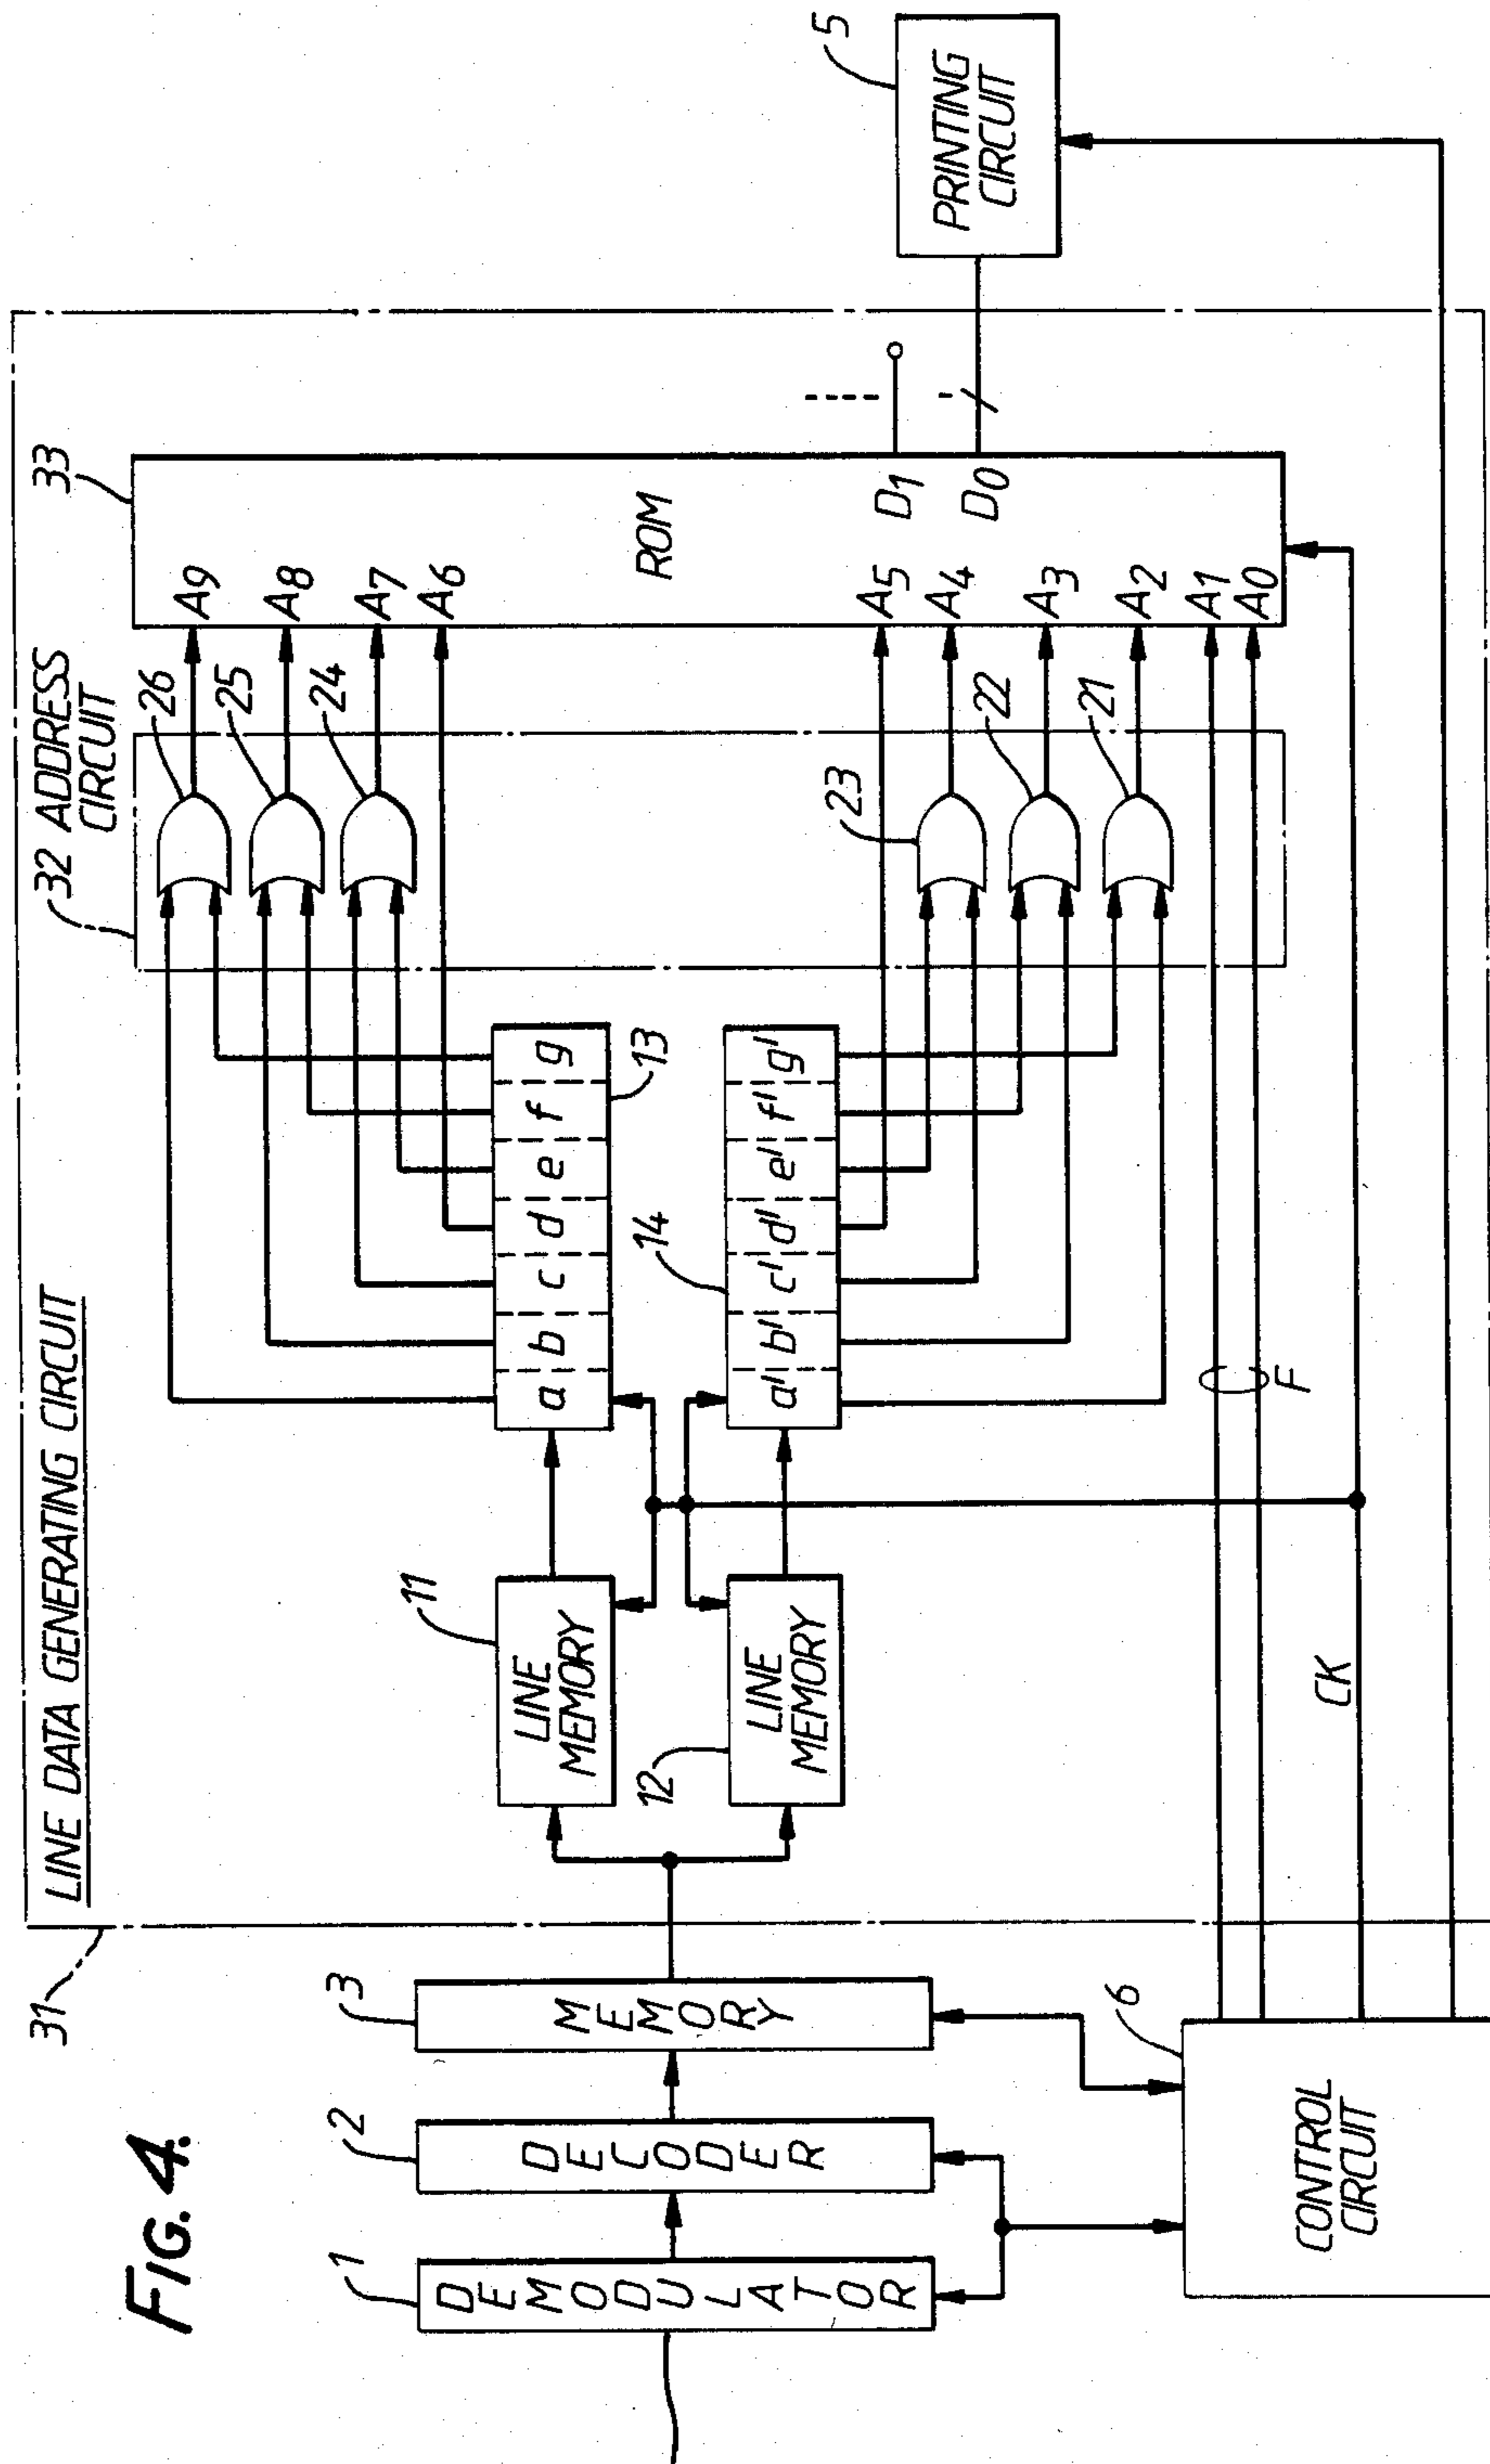 FIG. 4.
LINE DATA GENERATING CIRCUIT
31
32 ADDRESS
CIRCUIT
33
26
25
24
A9
A8
A7
A6
ROM
a b c d e f g
13
11
LINE
MEMORY
12
LINE
MEMORY
14
a' b' c' d' e' f' g'
23
22
21
A5
A4
A3
A2
A1
A0
D1
D0
5
PRINTING
CIRCUIT
1
DEMODULATOR
2
DECODER
3
MEMORY
6
CONTROL
CIRCUIT
F
CK